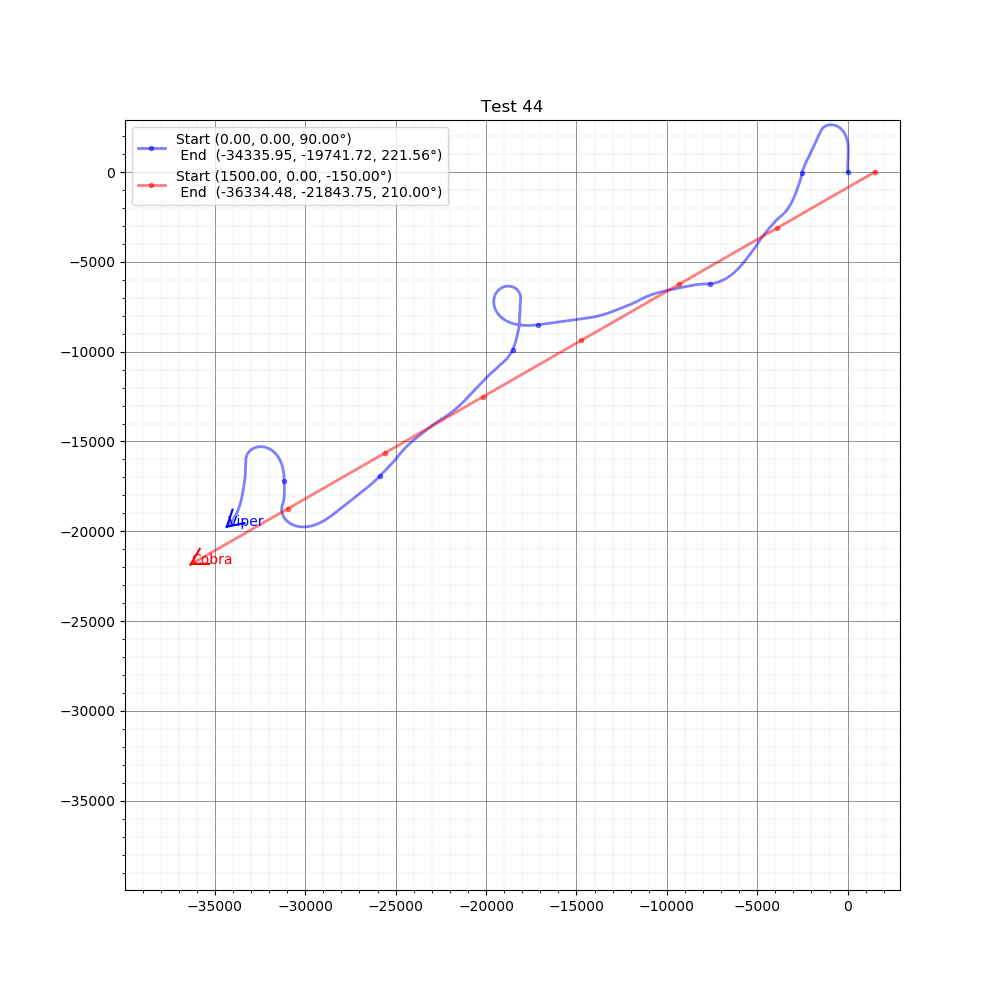 Test 44
Start (0.00, 0.00, 90.00°)
End (-34335.95, -19741.72, 221.56°)
Start (1500.00, 0.00, -150.00°)
End (-36334.48, -21843.75, 210.00°)
0
−5000
−10000
−15000
−20000
−25000
−30000
−35000
Viper
Cobra
−35000 −30000 −25000 −20000 −15000 −10000 −5000 0